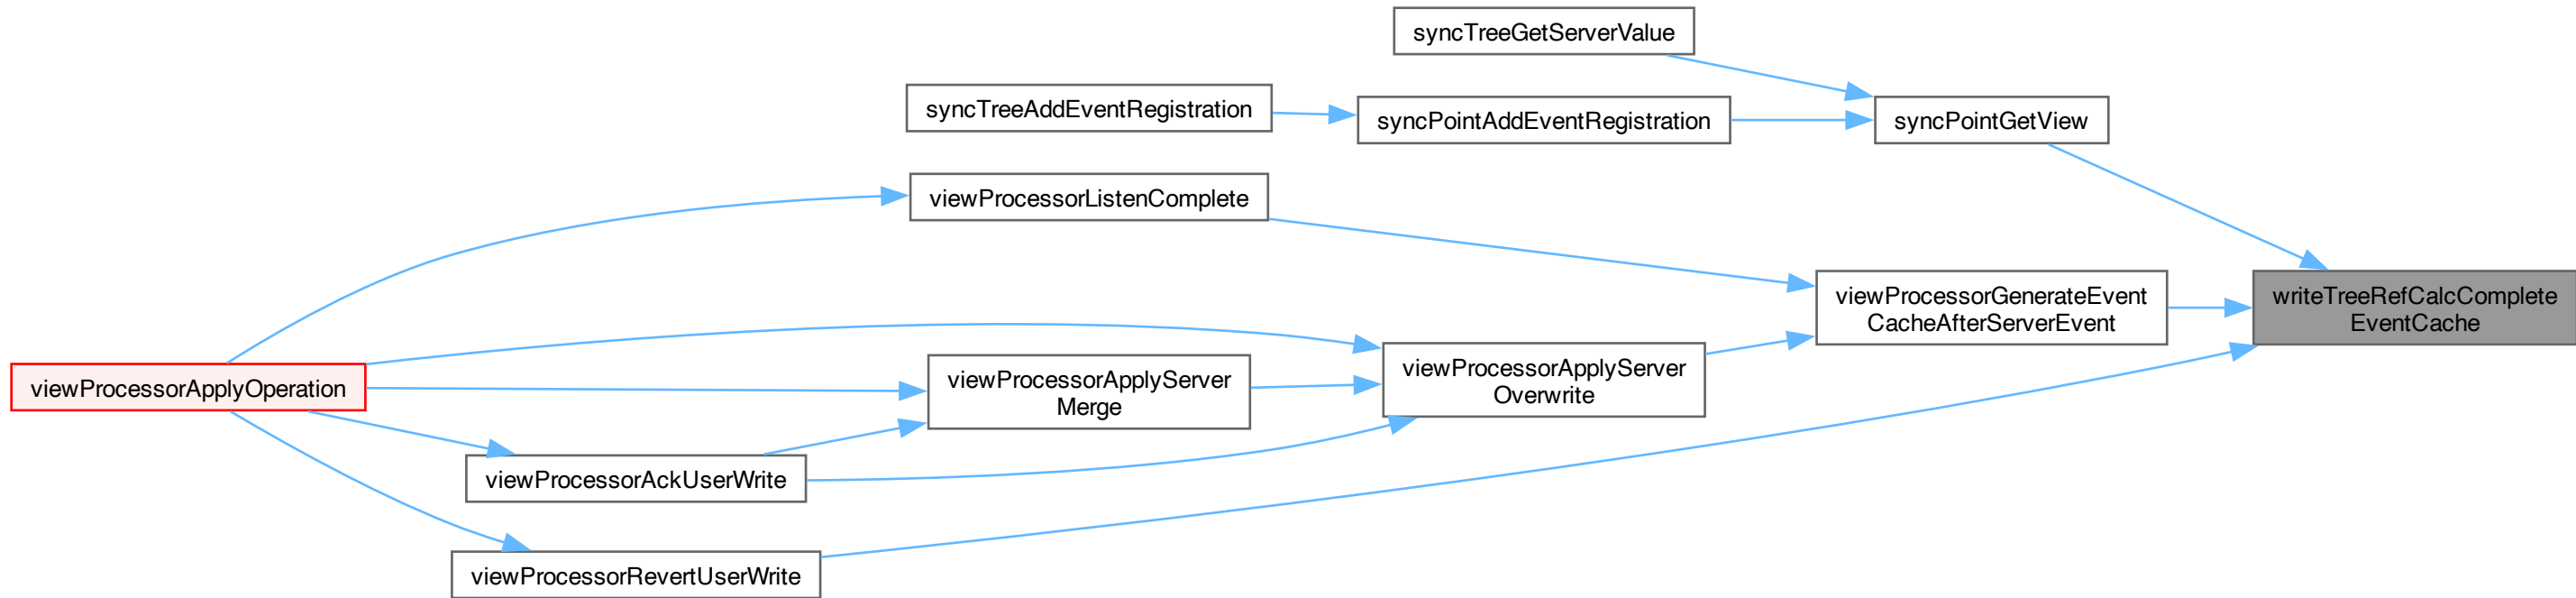 syncTreeGetServerValue
syncTreeAddEventRegistration
syncPointAddEventRegistration
syncPointGetView
viewProcessorListenComplete
viewProcessorGenerateEvent
CacheAfterServerEvent
writeTreeRefCalcComplete
EventCache
viewProcessorApplyOperation
viewProcessorApplyServer
Merge
viewProcessorApplyServer
Overwrite
viewProcessorAckUserWrite
viewProcessorRevertUserWrite